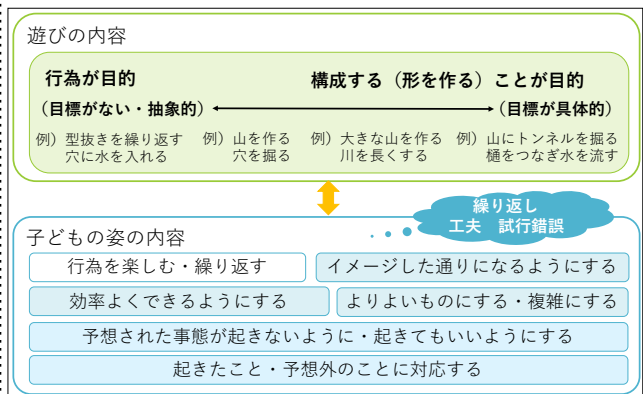 遊びの内容
行為が目的
構成する（形を作る）ことが目的
（目標がない・抽象的）
（目標が具体的）
例）型抜きを繰り返す
穴に水を入れる
例）山を作る
穴を掘る
例）大きな山を作る
川を長くする
例）山にトンネルを掘る
樋をつなぎ水を流す
繰り返し
工夫　試行錯誤
子どもの姿の内容
行為を楽しむ・繰り返す
イメージした通りになるようにする
効率よくできるようにする
よりよいものにする・複雑にする
予想された事態が起きないように・起きてもいいようにする
起きたこと・予想外のことに対応する